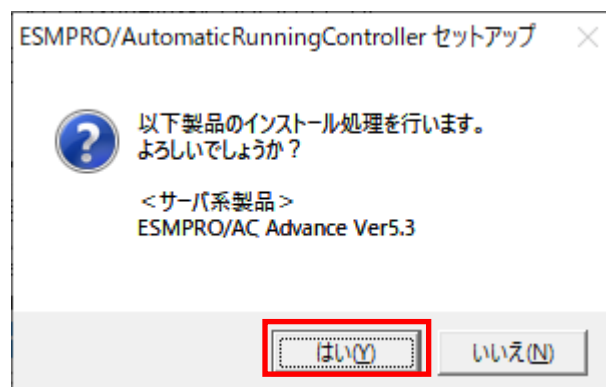 ESMPRO/AutomaticRunningController セットアップ
以下製品のインストール処理を行います。
よろしいでしょうか？
＜サーバ系製品＞
ESMPRO/AC Advance Ver5.3
はい(Y)
いいえ(N)